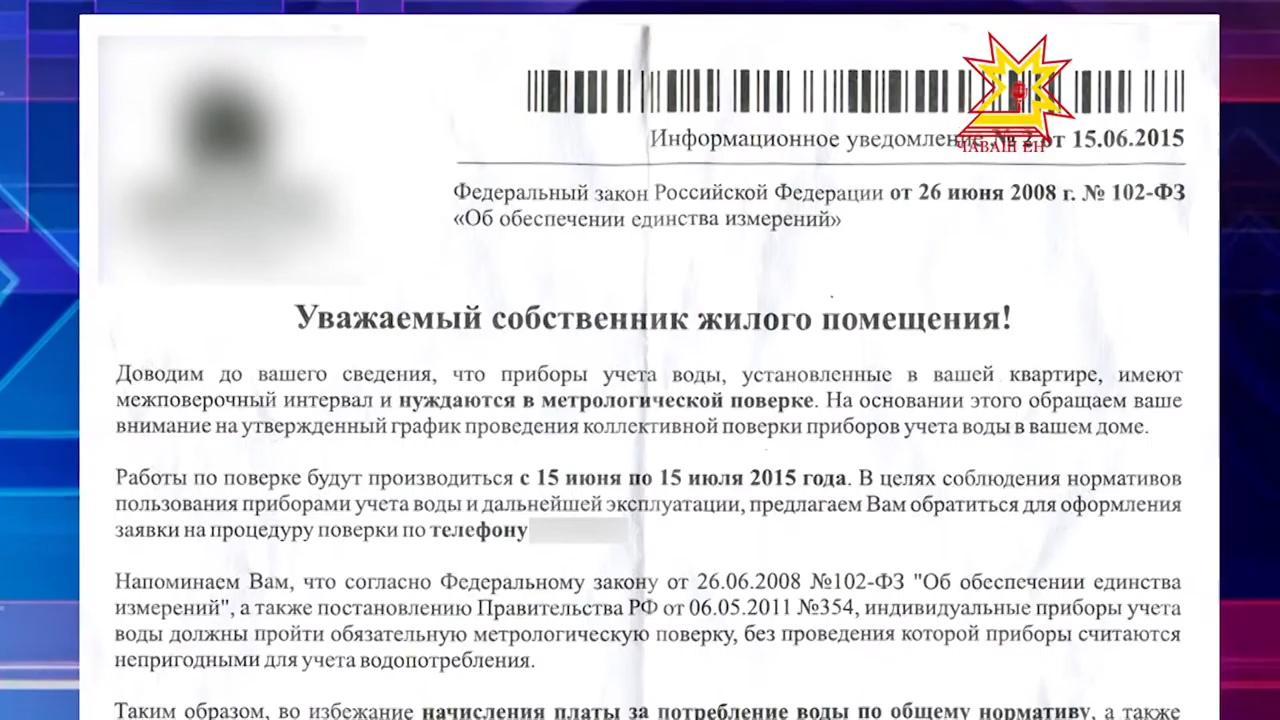 Информационное уведомление № 2 от 15.06.2015
ЧӐВАШ ЕН
Федеральный закон Российской Федерации от 26 июня 2008 г. № 102-ФЗ
«Об обеспечении единства измерений»
Уважаемый собственник жилого помещения!
Доводим до вашего сведения, что приборы учета воды, установленные в вашей квартире, имеют
межповерочный интервал и нуждаются в метрологической поверке. На основании этого обращаем ваше
внимание на утвержденный график проведения коллективной поверки приборов учета воды в вашем доме.
Работы по поверке будут производиться с 15 июня по 15 июля 2015 года. В целях соблюдения нормативов
пользования приборами учета воды и дальнейшей эксплуатации, предлагаем Вам обратиться для оформления
заявки на процедуру поверки по телефону
Напоминаем Вам, что согласно Федеральному закону от 26.06.2008 №102-ФЗ "Об обеспечении единства
измерений", а также постановлению Правительства РФ от 06.05.2011 №354, индивидуальные приборы учета
воды должны пройти обязательную метрологическую поверку, без проведения которой приборы считаются
непригодными для учета водопотребления.
Таким образом, во избежание начисления платы за потребление воды по общему нормативу, а также